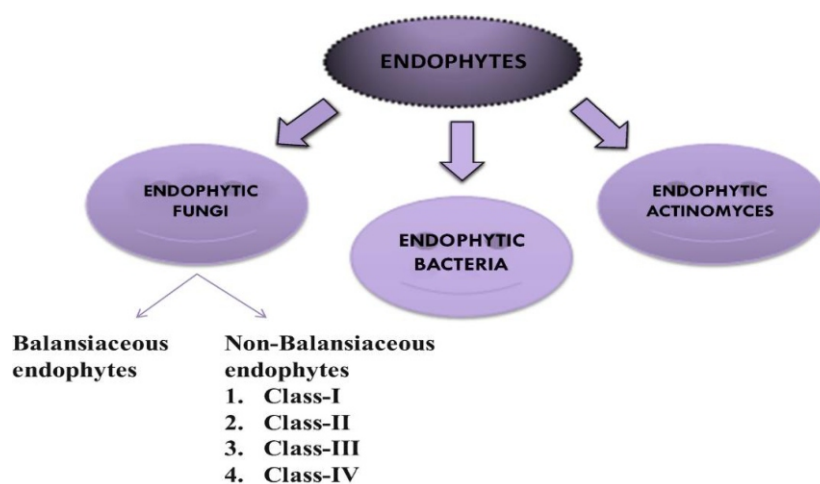 ENDOPHYTES
ENDOPHYTIC
FUNGI
ENDOPHYTIC
BACTERIA
ENDOPHYTIC
ACTINOMYCES
Balansiaceous
endophytes
Non-Balansiaceous
endophytes
1. Class-I
2. Class-II
3. Class-III
4. Class-IV